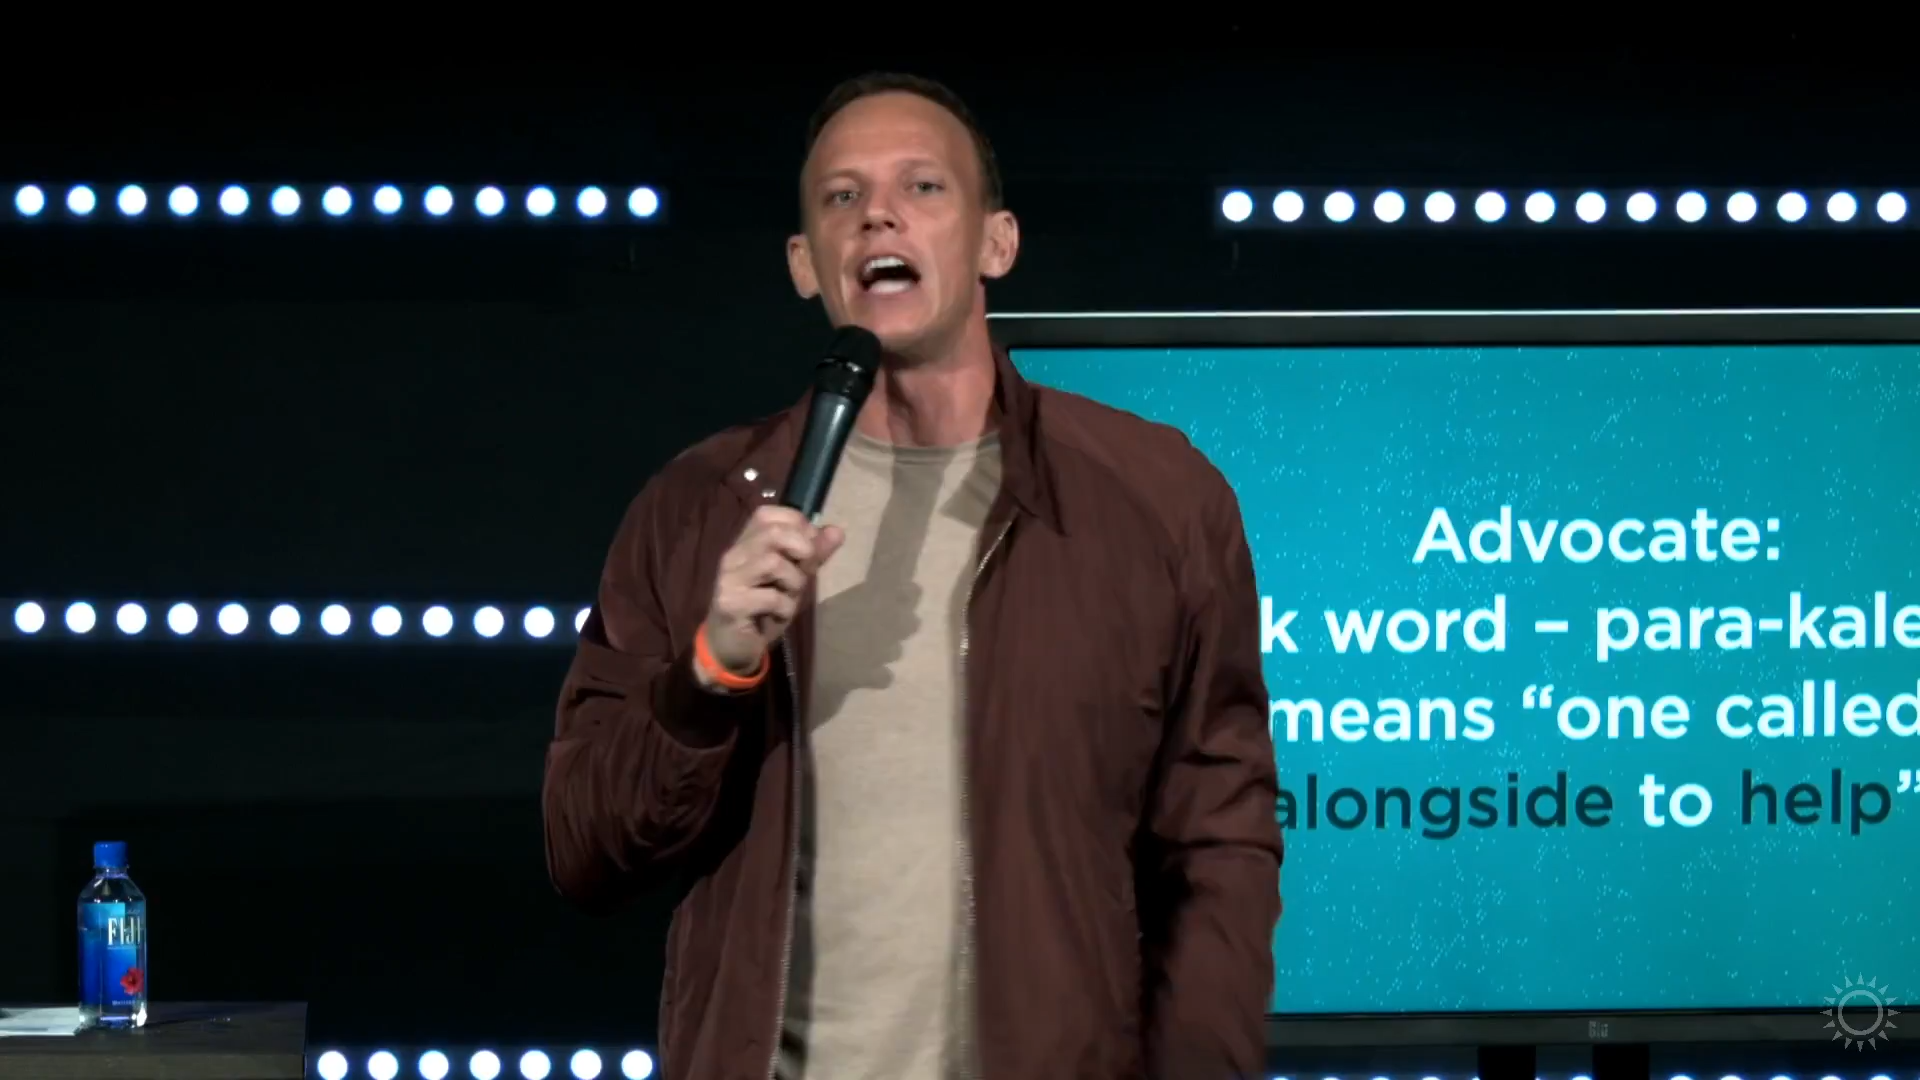 Advocate:
k word – para-kale
means “one called
alongside to help”
FIJI